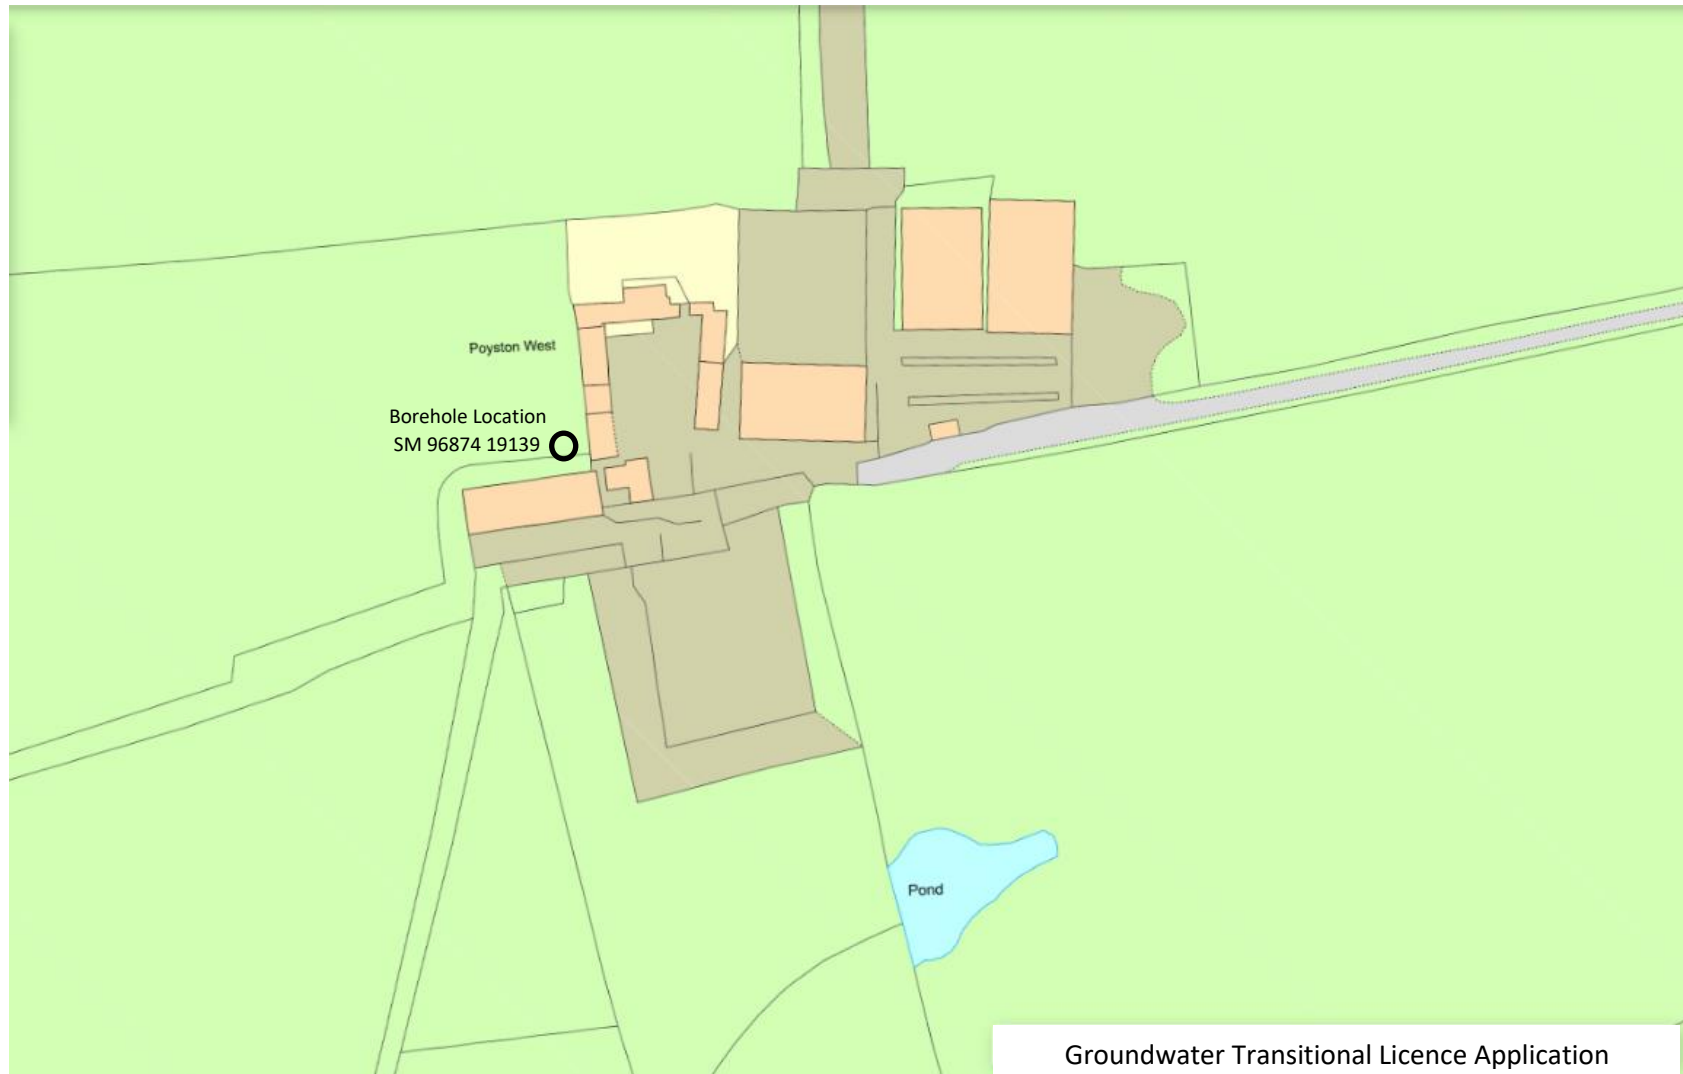 Poyston West
Borehole Location
SM 96874 19139
Pond
Groundwater Transitional Licence Application